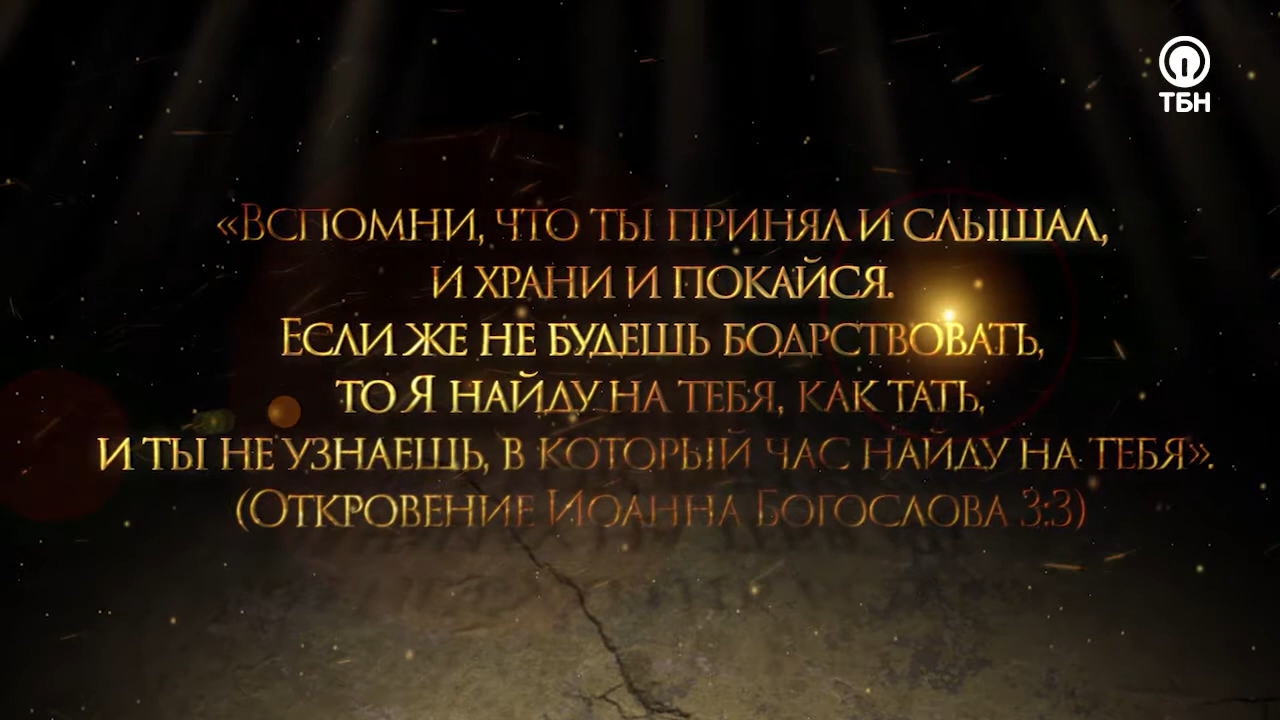 ТБН
«Вспомни, что ты принял и слышал,
и храни и покайся.
Если же не будешь бодрствовать,
то Я найду на тебя, как тать,
и ты не узнаешь, в который час найду на тебя».
(Откровение Иоанна Богослова 3:3)